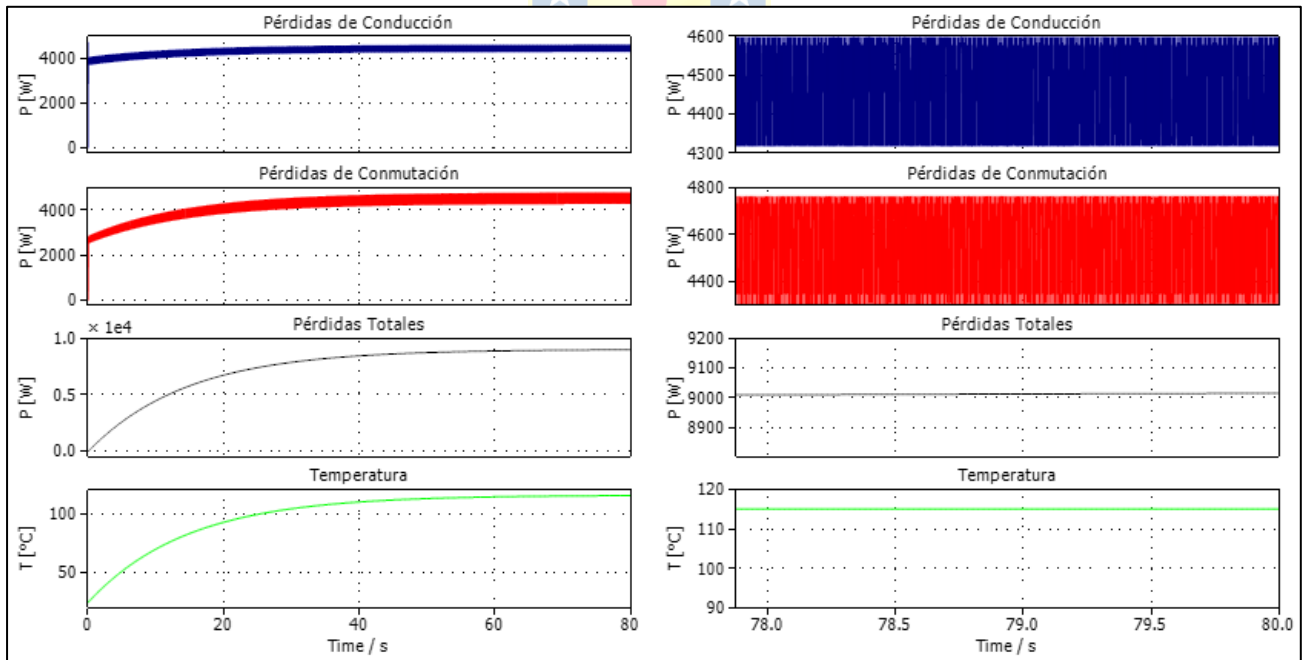 Pérdidas de Conducción
P [W]
4000
2000
0
Pérdidas de Conmutación
P [W]
4000
2000
0
Pérdidas Totales
× 1e4
P [W]
1.0
0.5
0.0
Temperatura
T [ºC]
100
50
0 20 40 60 80
Time / s
Pérdidas de Conducción
P [W]
4600
4500
4400
4300
Pérdidas de Conmutación
P [W]
4800
4600
4400
Pérdidas Totales
P [W]
9200
9100
9000
8900
Temperatura
T [ºC]
120
115
110
100
90
78.0 78.5 79.0 79.5 80.0
Time / s